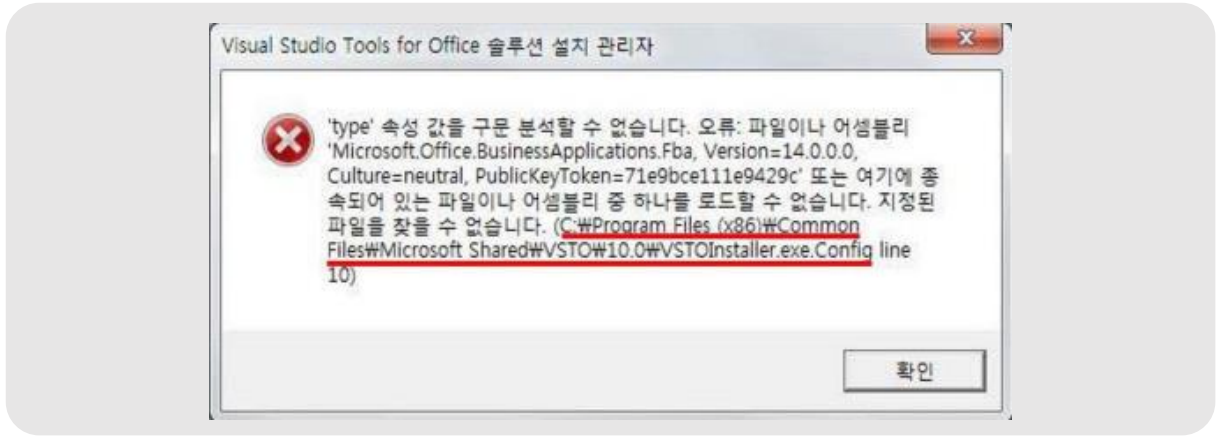 Visual Studio Tools for Office 솔루션 설치 관리자
'type' 속성 값을 구문 분석할 수 없습니다. 오류: 파일이나 어셈블리
'Microsoft.Office.BusinessApplications.Fba, Version=14.0.0.0,
Culture=neutral, PublicKeyToken=71e9bce111e9429c' 또는 여기에 종
속되어 있는 파일이나 어셈블리 중 하나를 로드할 수 없습니다. 지정된
파일을 찾을 수 없습니다. (C:₩Program Files (x86)₩Common
Files₩Microsoft Shared₩VSTO₩10.0₩VSTOInstaller.exe.Config line
10)
확인